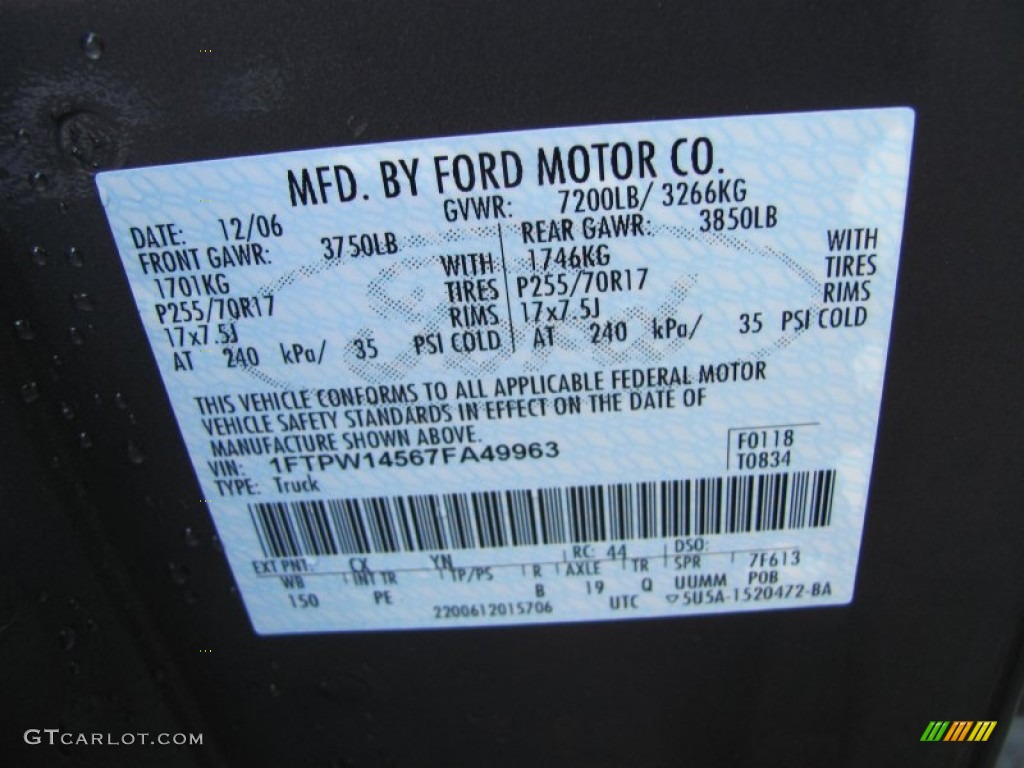 MFD. BY FORD MOTOR CO.
DATE: 12/06 GVWR: 7200LB/ 3266KG
FRONT GAWR: 3750LB REAR GAWR: 3850LB
1701KG WITH 1746KG WITH
P255/70R17 TIRES P255/70R17 TIRES
17x7.5J RIMS 17x7.5J RIMS
AT 240 kPa/ 35 PSI COLD AT 240 kPa/ 35 PSI COLD
THIS VEHICLE CONFORMS TO ALL APPLICABLE FEDERAL MOTOR
VEHICLE SAFETY STANDARDS IN EFFECT ON THE DATE OF
MANUFACTURE SHOWN ABOVE.
VIN: 1FTPW14567FA49963 F0118
TYPE: Truck T0834
EXT PNT: CX YN RC: 44 DSO: 7F613
WB INT TR TP/PS R AXLE TR SPR POB
150 PE B 19 Q UUMM
2200612015706 UTC ▽5U5A-1520472-BA
GTCARLOT.COM